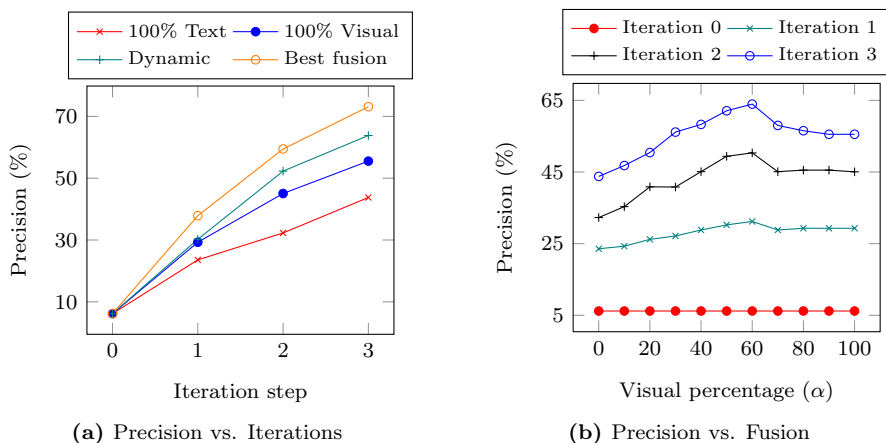 100% Text 100% Visual
Dynamic Best fusion
70
50
30
10
Precision (%)
0 1 2 3
Iteration step
(a) Precision vs. Iterations
Iteration 0 Iteration 1
Iteration 2 Iteration 3
65
45
25
5
Precision (%)
0 20 40 60 80 100
Visual percentage (α)
(b) Precision vs. Fusion